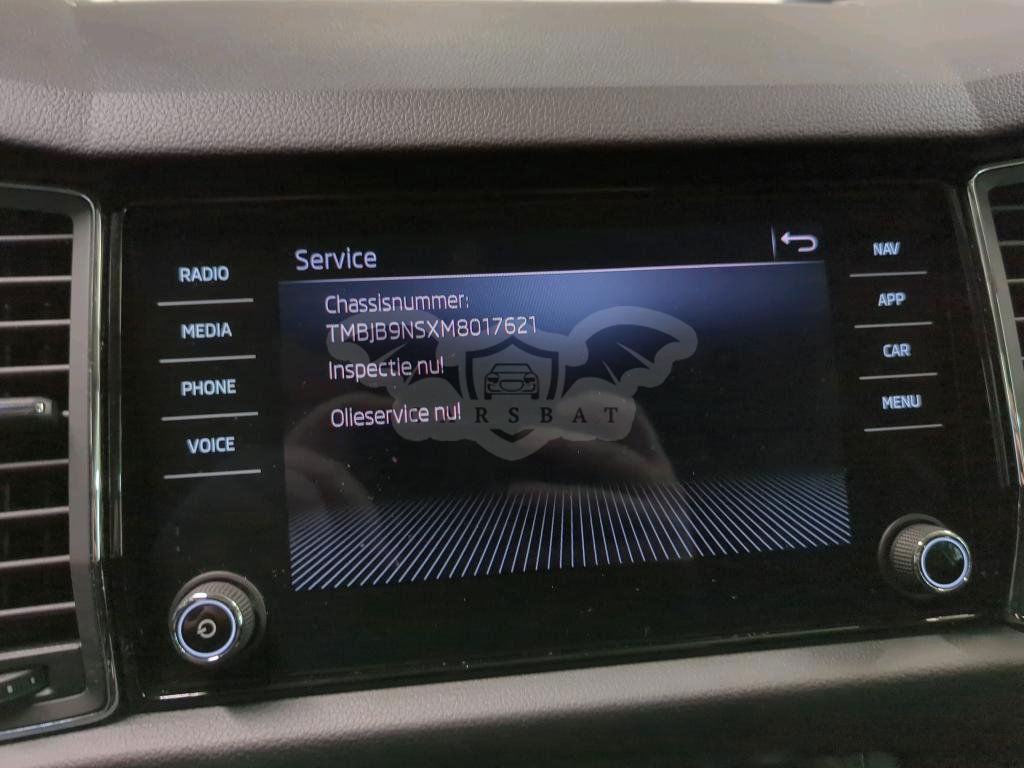 Service
RADIO
MEDIA
PHONE
VOICE
Chassisnummer:
TMBJB9NSXM8017621
Inspectie nu!
Olieservice nu!
NAV
APP
CAR
MENU